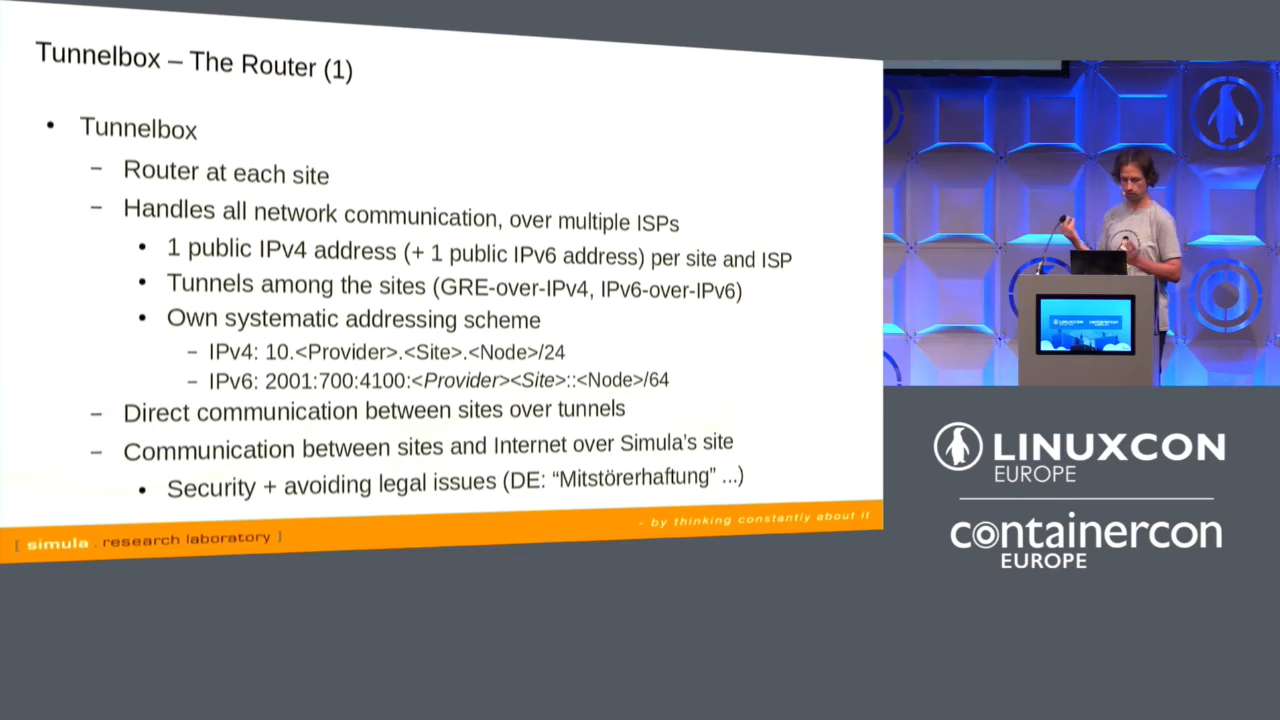 Tunnelbox – The Router (1)
• Tunnelbox
– Router at each site
– Handles all network communication, over multiple ISPs
• 1 public IPv4 address (+ 1 public IPv6 address) per site and ISP
• Tunnels among the sites (GRE-over-IPv4, IPv6-over-IPv6)
• Own systematic addressing scheme
– IPv4: 10.<Provider>.<Site>.<Node>/24
– IPv6: 2001:700:4100:<Provider><Site>::<Node>/64
– Direct communication between sites over tunnels
– Communication between sites and Internet over Simula's site
• Security + avoiding legal issues (DE: “Mitstörerhaftung” ...)
[ simula . research laboratory ]
- by thinking constantly about it
LINUXCON
EUROPE
containercon
EUROPE
LINUXCON
containercon